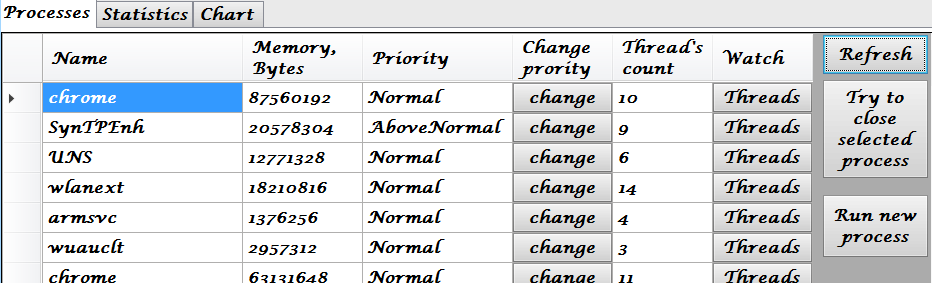 Processes Statistics Chart
Name Memory, Bytes Priority Change prority Thread's count Watch Refresh
chrome 87560192 Normal change 10 Threads
SynTPEnh 20578304 AboveNormal change 9 Threads
UNS 12771328 Normal change 6 Threads
wlanext 18210816 Normal change 14 Threads
armsvc 1376256 Normal change 4 Threads
wuauclt 2957312 Normal change 3 Threads
chrome 63131648 Normal change 11 Threads
Try to
close
selected
process
Run new
process